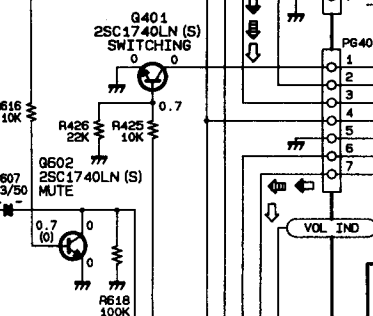 Q401
2SC1740LN(S)
SWITCHING
0
0
0.7
PG40
1
2
3
4
5
6
7
616
10K
R426
22K
R425
10K
Q602
2SC1740LN(S)
MUTE
607
3/50
0.7
(0)
0
0
R618
100K
VOL IND